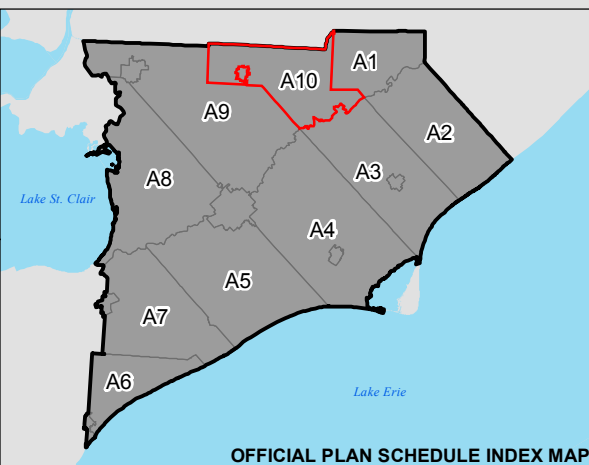 A1
A10
A9
A2
A3
A8
Lake St. Clair
A4
A5
A7
A6
Lake Erie
OFFICIAL PLAN SCHEDULE INDEX MAP